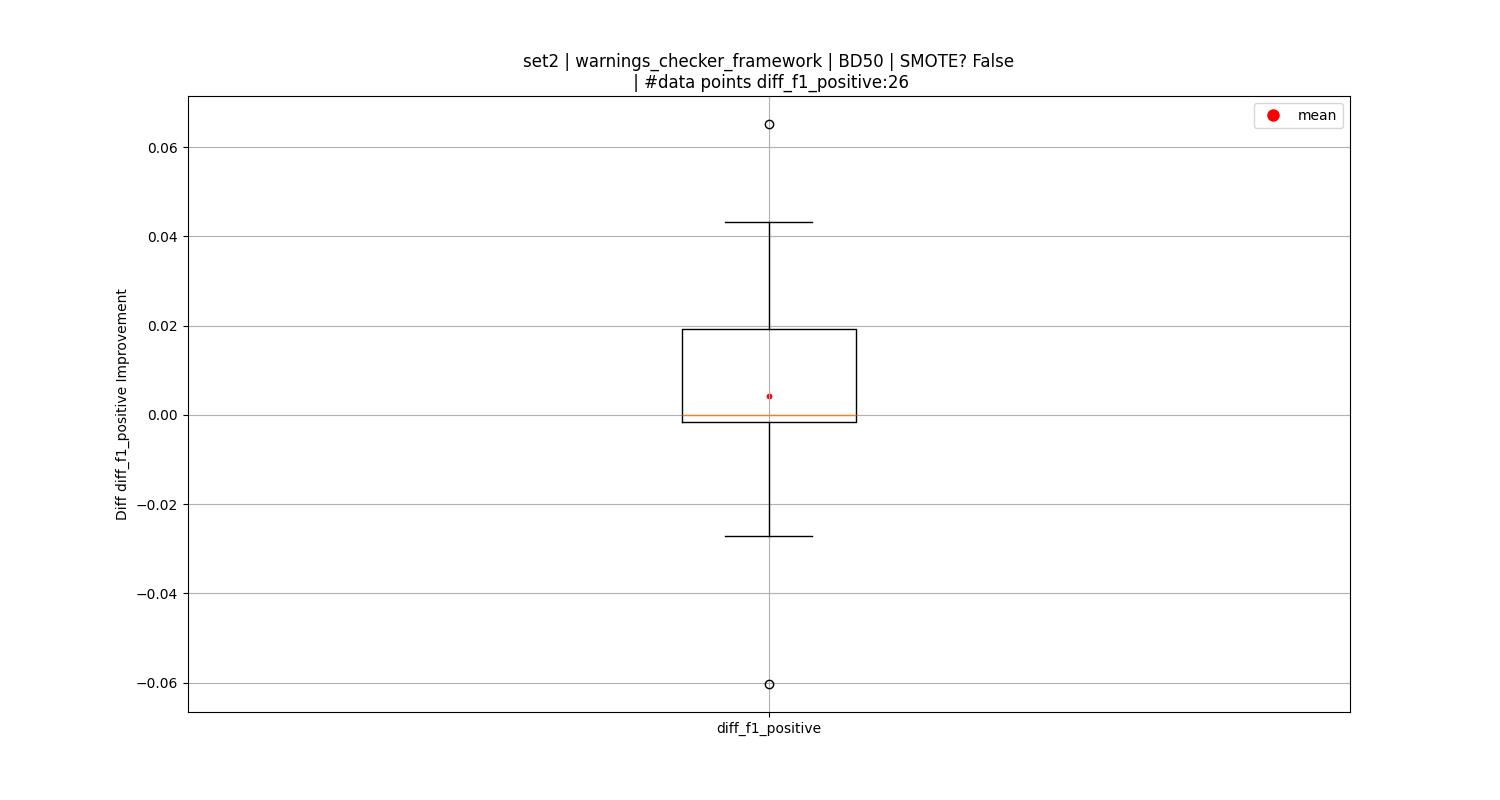 set2 | warnings_checker_framework | BD50 | SMOTE? False
| #data points diff_f1_positive:26
mean
0.06
0.04
0.02
0.00
−0.02
−0.04
−0.06
Diff diff_f1_positive Improvement
diff_f1_positive